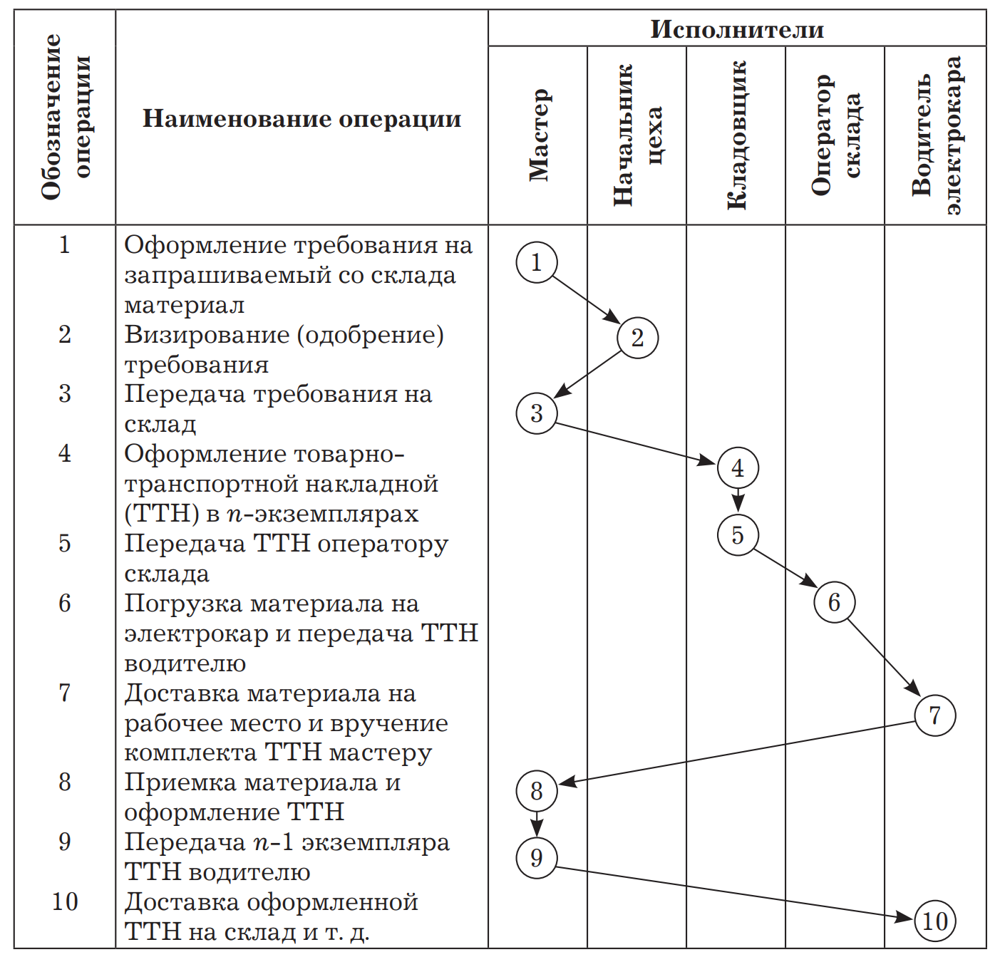 Обозначение
операции
Наименование операции
Исполнители
Мастер
Начальник
цеха
Кладовщик
Оператор
склада
Водитель
электрокара
1
Оформление требования на
запрашиваемый со склада
материал
2
Визирование (одобрение)
требования
3
Передача требования на
склад
4
Оформление товарно-
транспортной накладной
(ТТН) в n-экземплярах
5
Передача ТТН оператору
склада
6
Погрузка материала на
электрокар и передача ТТН
водителю
7
Доставка материала на
рабочее место и вручение
комплекта ТТН мастеру
8
Приемка материала и
оформление ТТН
9
Передача n-1 экземпляра
ТТН водителю
10
Доставка оформленной
ТТН на склад и т. д.
1
2
3
4
5
6
7
8
9
10